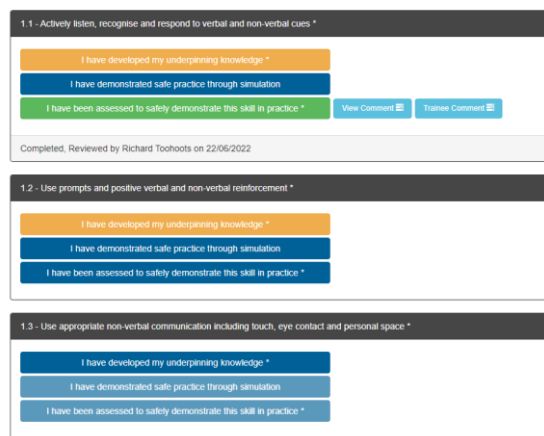 1.1 - Actively listen, recognise and respond to verbal and non-verbal cues *
I have developed my underpinning knowledge *
I have demonstrated safe practice through simulation
I have been assessed to safely demonstrate this skill in practice * View Comment Trainee Comment
Completed, Reviewed by Richard Toohoots on 22/06/2022
1.2 - Use prompts and positive verbal and non-verbal reinforcement *
I have developed my underpinning knowledge *
I have demonstrated safe practice through simulation
I have been assessed to safely demonstrate this skill in practice *
1.3 - Use appropriate non-verbal communication including touch, eye contact and personal space *
I have developed my underpinning knowledge *
I have demonstrated safe practice through simulation
I have been assessed to safely demonstrate this skill in practice *